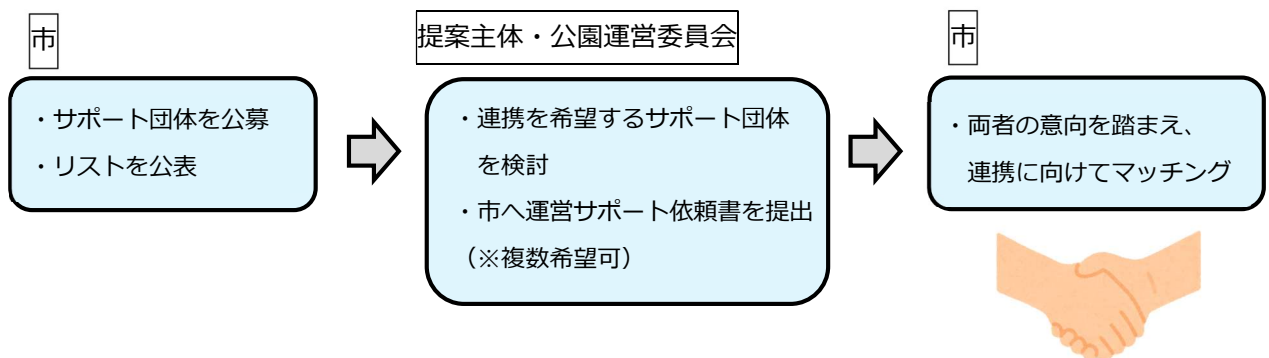 市
・サポート団体を公募
・リストを公表
提案主体・公園運営委員会
・連携を希望するサポート団体
を検討
・市へ運営サポート依頼書を提出
（※複数希望可）
市
・両者の意向を踏まえ、
連携に向けてマッチング